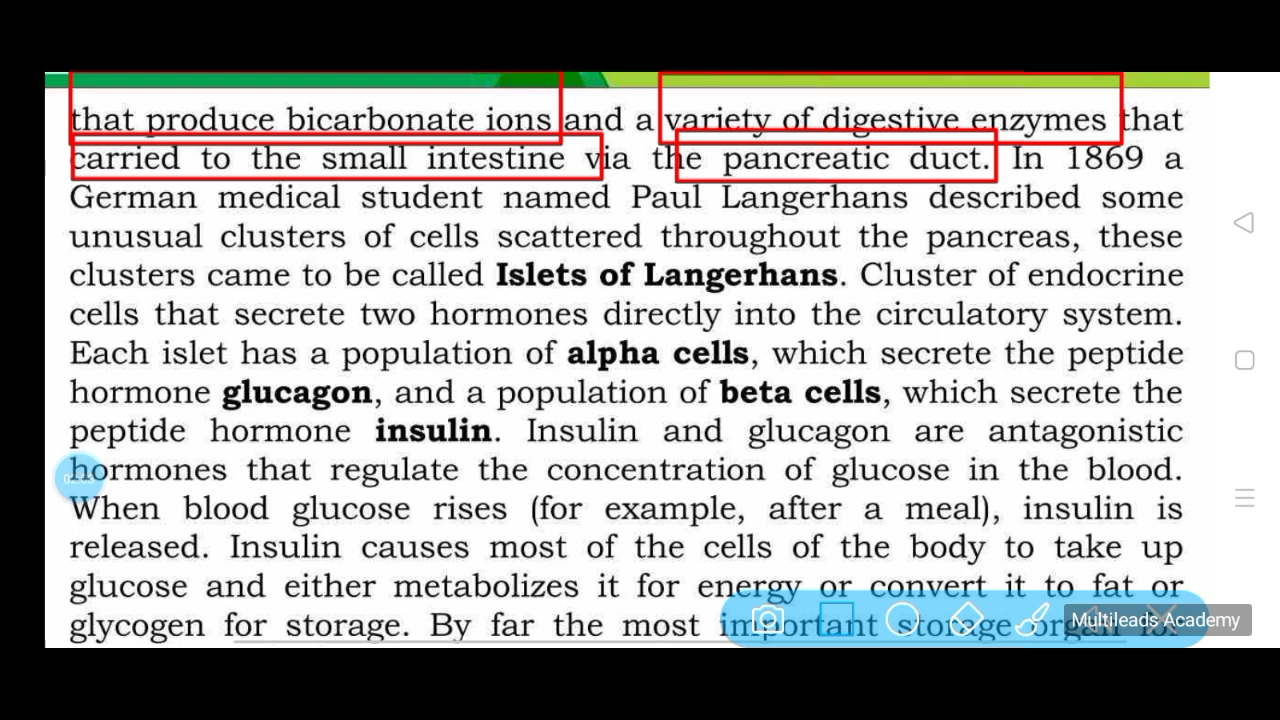 that produce bicarbonate ions and a variety of digestive enzymes that
carried to the small intestine via the pancreatic duct. In 1869 a
German medical student named Paul Langerhans described some
unusual clusters of cells scattered throughout the pancreas, these
clusters came to be called Islets of Langerhans. Cluster of endocrine
cells that secrete two hormones directly into the circulatory system.
Each islet has a population of alpha cells, which secrete the peptide
hormone glucagon, and a population of beta cells, which secrete the
peptide hormone insulin. Insulin and glucagon are antagonistic
hormones that regulate the concentration of glucose in the blood.
When blood glucose rises (for example, after a meal), insulin is
released. Insulin causes most of the cells of the body to take up
glucose and either metabolizes it for energy or convert it to fat or
glycogen for storage. By far the most important storage organ for
Multileads Academy